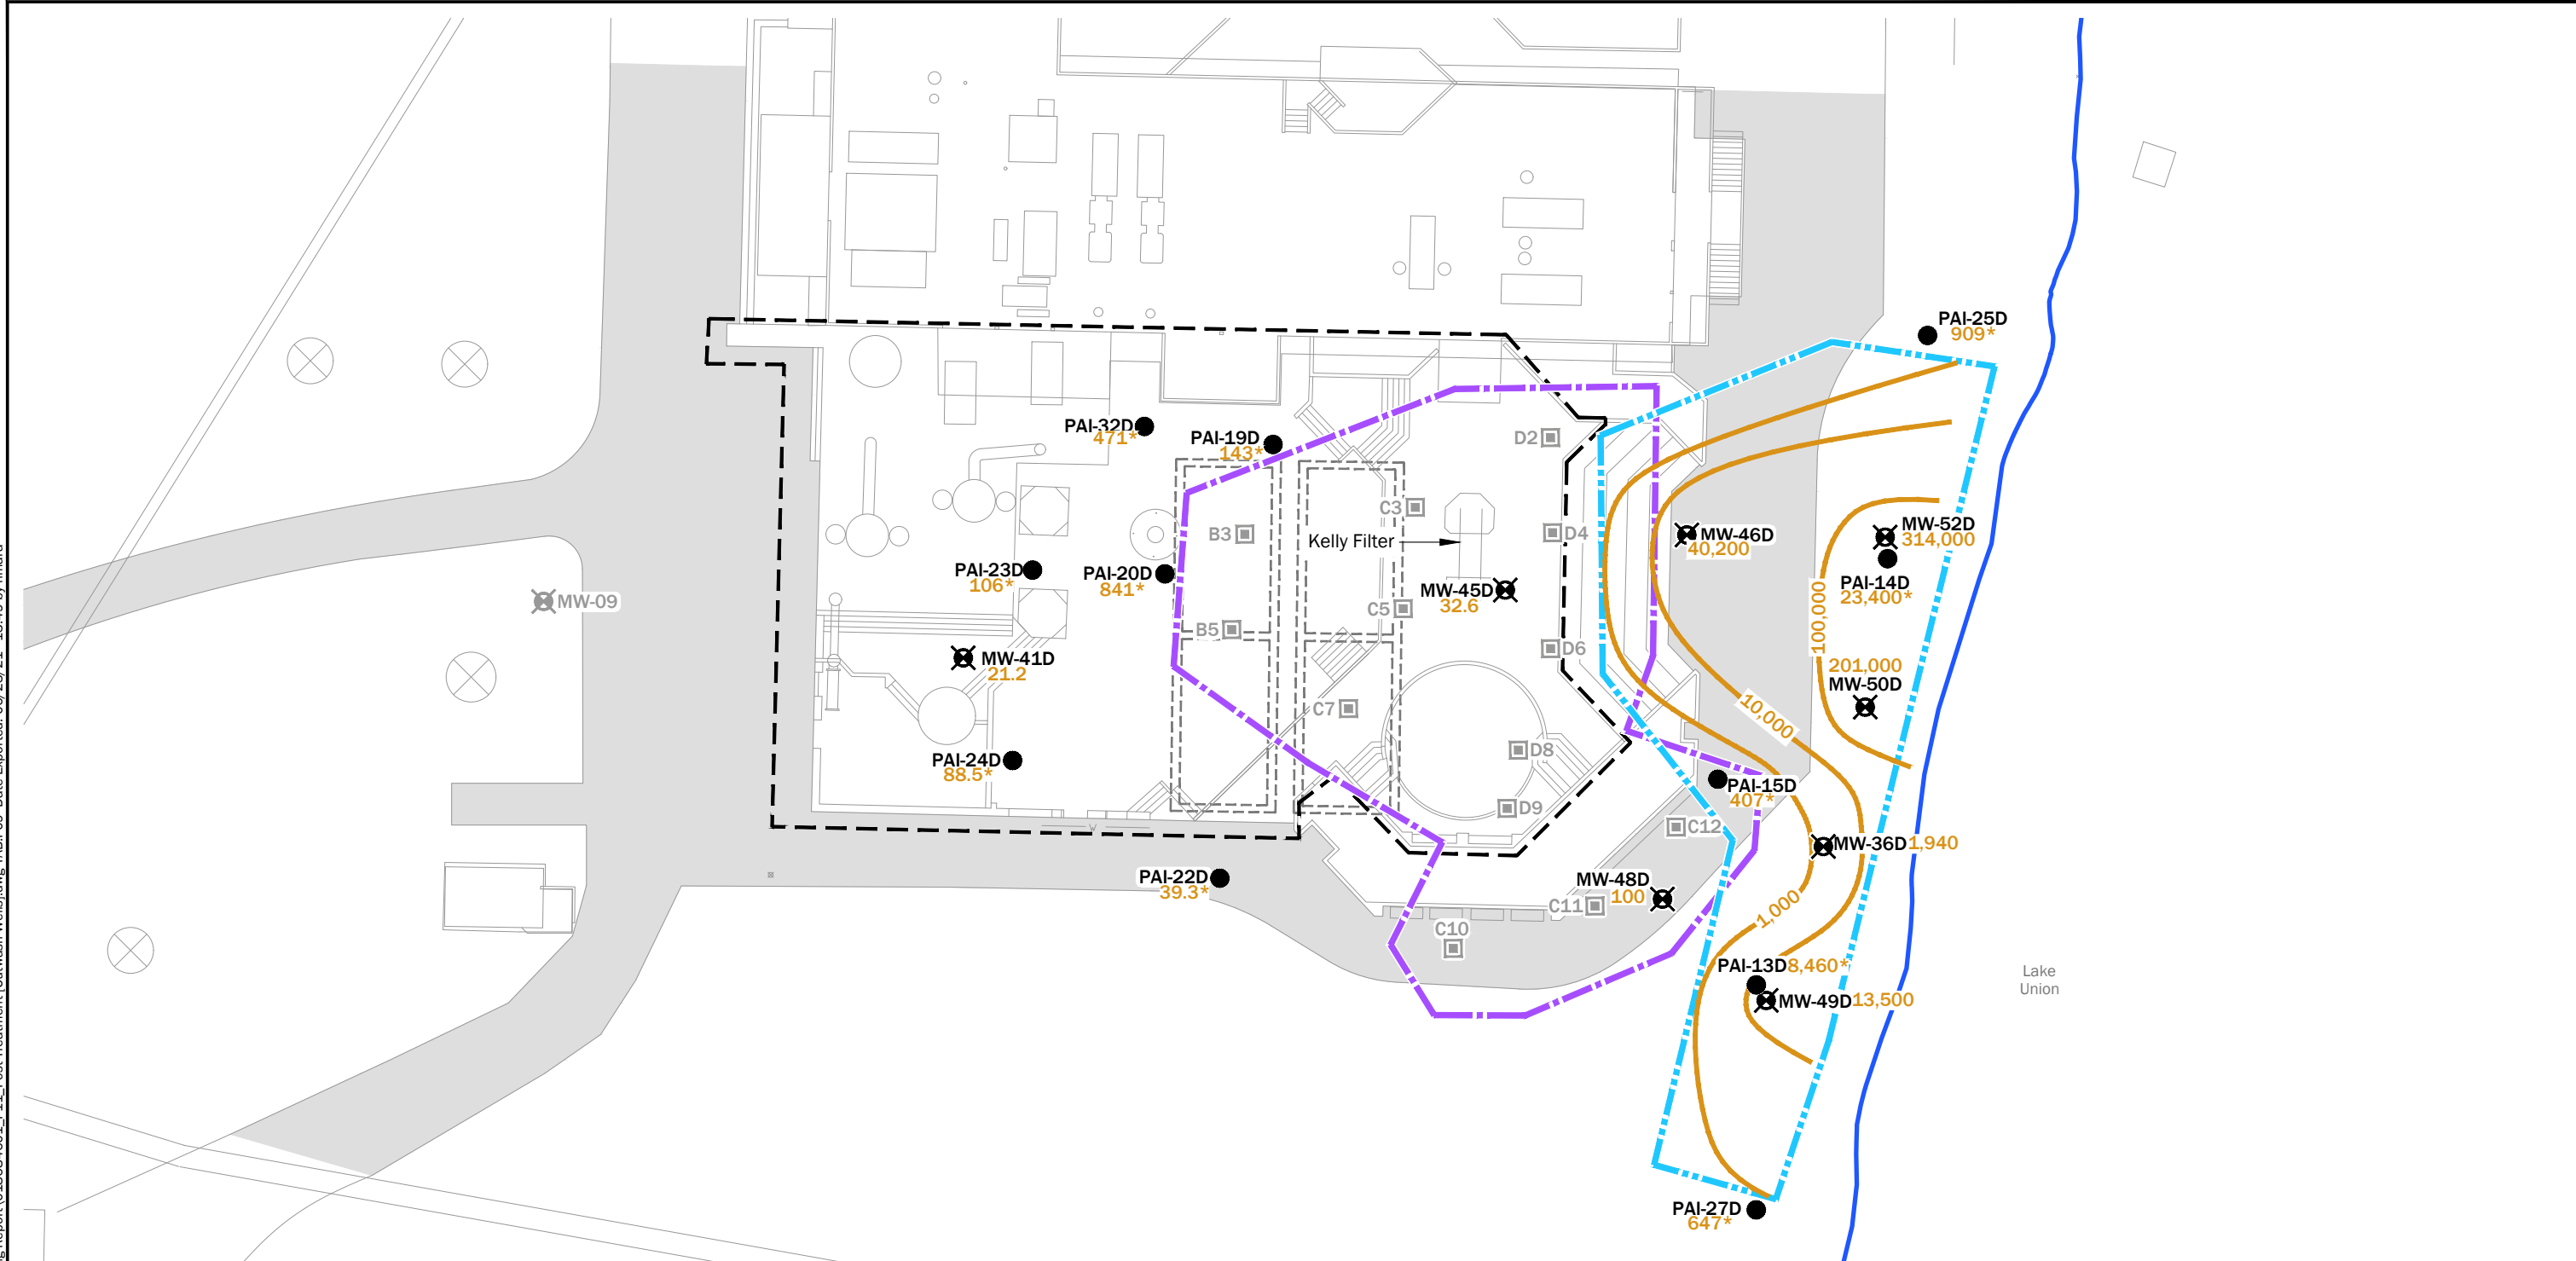 PAI-25D
909*
PAI-32D
471*
PAI-19D
143*
D2
C3
B3
D4
Kelly Filter
MW-46D
40,200
MW-52D
314,000
PAI-14D
23,400*
100,000
PAI-23D
106*
PAI-20D
841*
MW-45D
32.6
MW-09
C5
B5
D6
MW-41D
21.2
201,000
MW-50D
C7
10,000
D8
PAI-24D
88.5*
PAI-15D
407*
D9
C12
MW-36D 1,940
PAI-22D
39.3*
MW-48D
100
C11
1,000
C10
PAI-13D 8,460*
MW-49D 13,500
Lake
Union
PAI-27D
647*